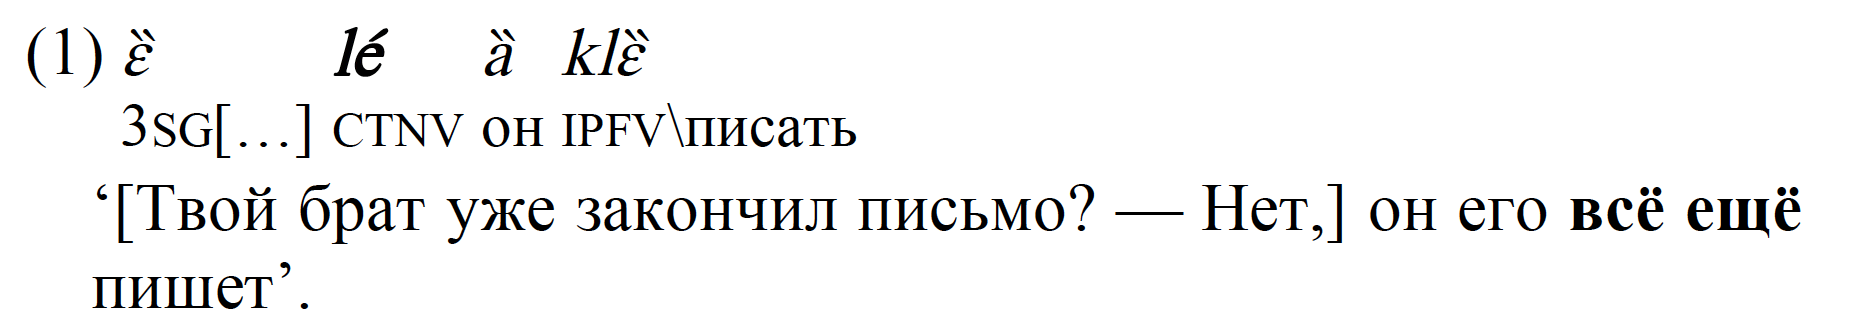 (1) ɛ̏ lé ȁ klɛ̏
3SG[…] CTNV он IPFV\писать
‘[Твой брат уже закончил письмо? — Нет,] он его всё ещё
пишет’.